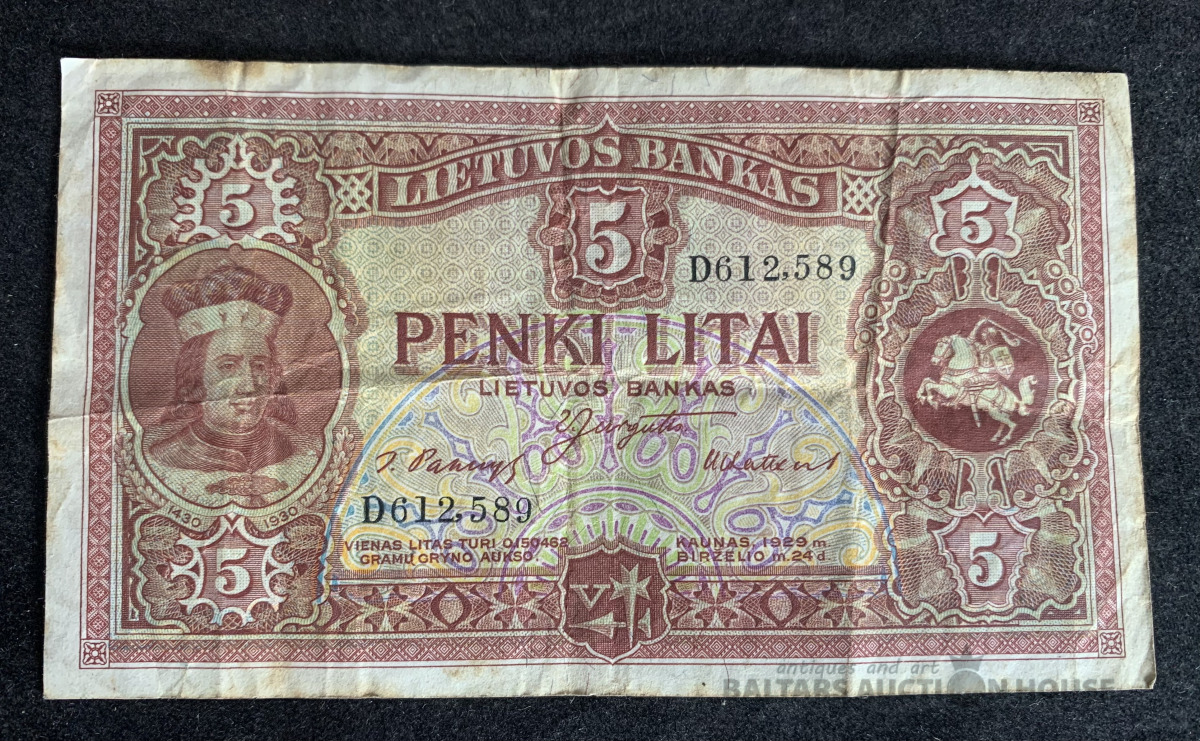 LIETUVOS BANKAS
5
5
5
D612,589
PENKI LITAI
LIETUVOS BANKAS
D612,589
1430 1930
VIENAS LITAS TURI 0,150462
GRAMŲ GRYNO AUKSO.
KAUNAS 1929 m
BIRŽELIO m. 24 d
5
5
antiques and art
BALTARS AUCTION HOUSE